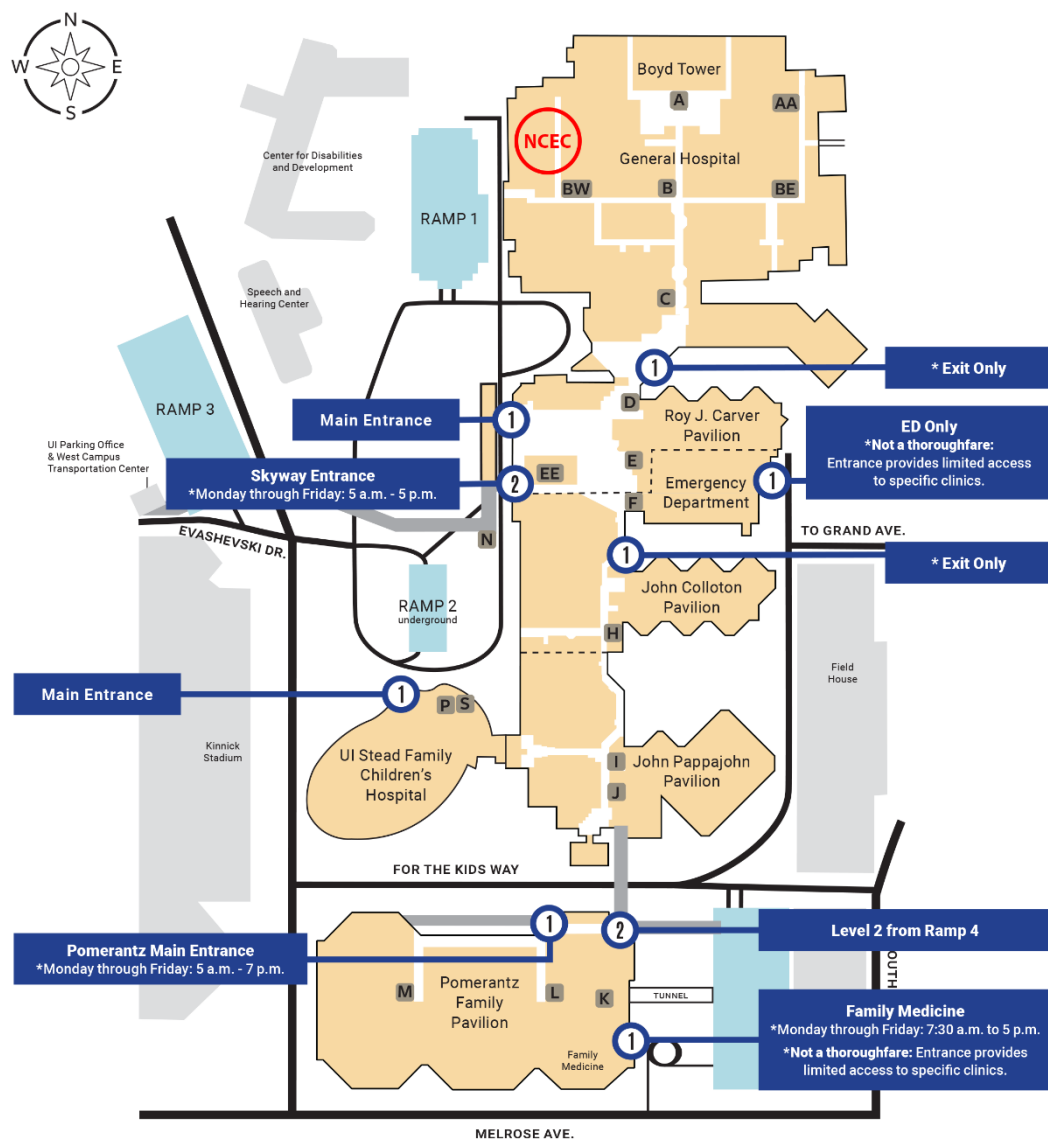 N
W
E
S
Boyd Tower
A
AA
NCEC
General Hospital
BW
B
BE
Center for Disabilities
and Development
RAMP 1
Speech and
Hearing Center
C
1
* Exit Only
RAMP 3
Main Entrance
1
D
Roy J. Carver
Pavilion
ED Only
*Not a thoroughfare:
Entrance provides limited access
to specific clinics.
UI Parking Office
& West Campus
Transportation Center
Skyway Entrance
*Monday through Friday: 5 a.m. - 5 p.m.
2
EE
E
F
Emergency
Department
1
EVASHEVSKI DR.
N
TO GRAND AVE.
1
* Exit Only
RAMP 2
underground
John Colloton
Pavilion
H
Main Entrance
1
P
S
Field
House
Kinnick
Stadium
UI Stead Family
Children's
Hospital
I
J
John Pappajohn
Pavilion
FOR THE KIDS WAY
Pomerantz Main Entrance
*Monday through Friday: 5 a.m. - 7 p.m.
1
2
Level 2 from Ramp 4
M
Pomerantz
Family
Pavilion
L
K
TUNNEL
OUTH
Family
Medicine
1
Family Medicine
*Monday through Friday: 7:30 a.m. to 5 p.m.
*Not a thoroughfare: Entrance provides
limited access to specific clinics.
MELROSE AVE.